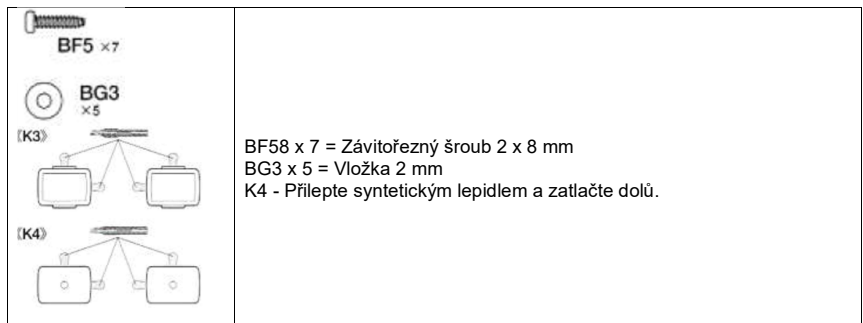 BF5 ×7
BG3
×5
《K3》
《K4》
BF58 x 7 = Závitořezný šroub 2 x 8 mm
BG3 x 5 = Vložka 2 mm
K4 - Přilepte syntetickým lepidlem a zatlačte dolů.